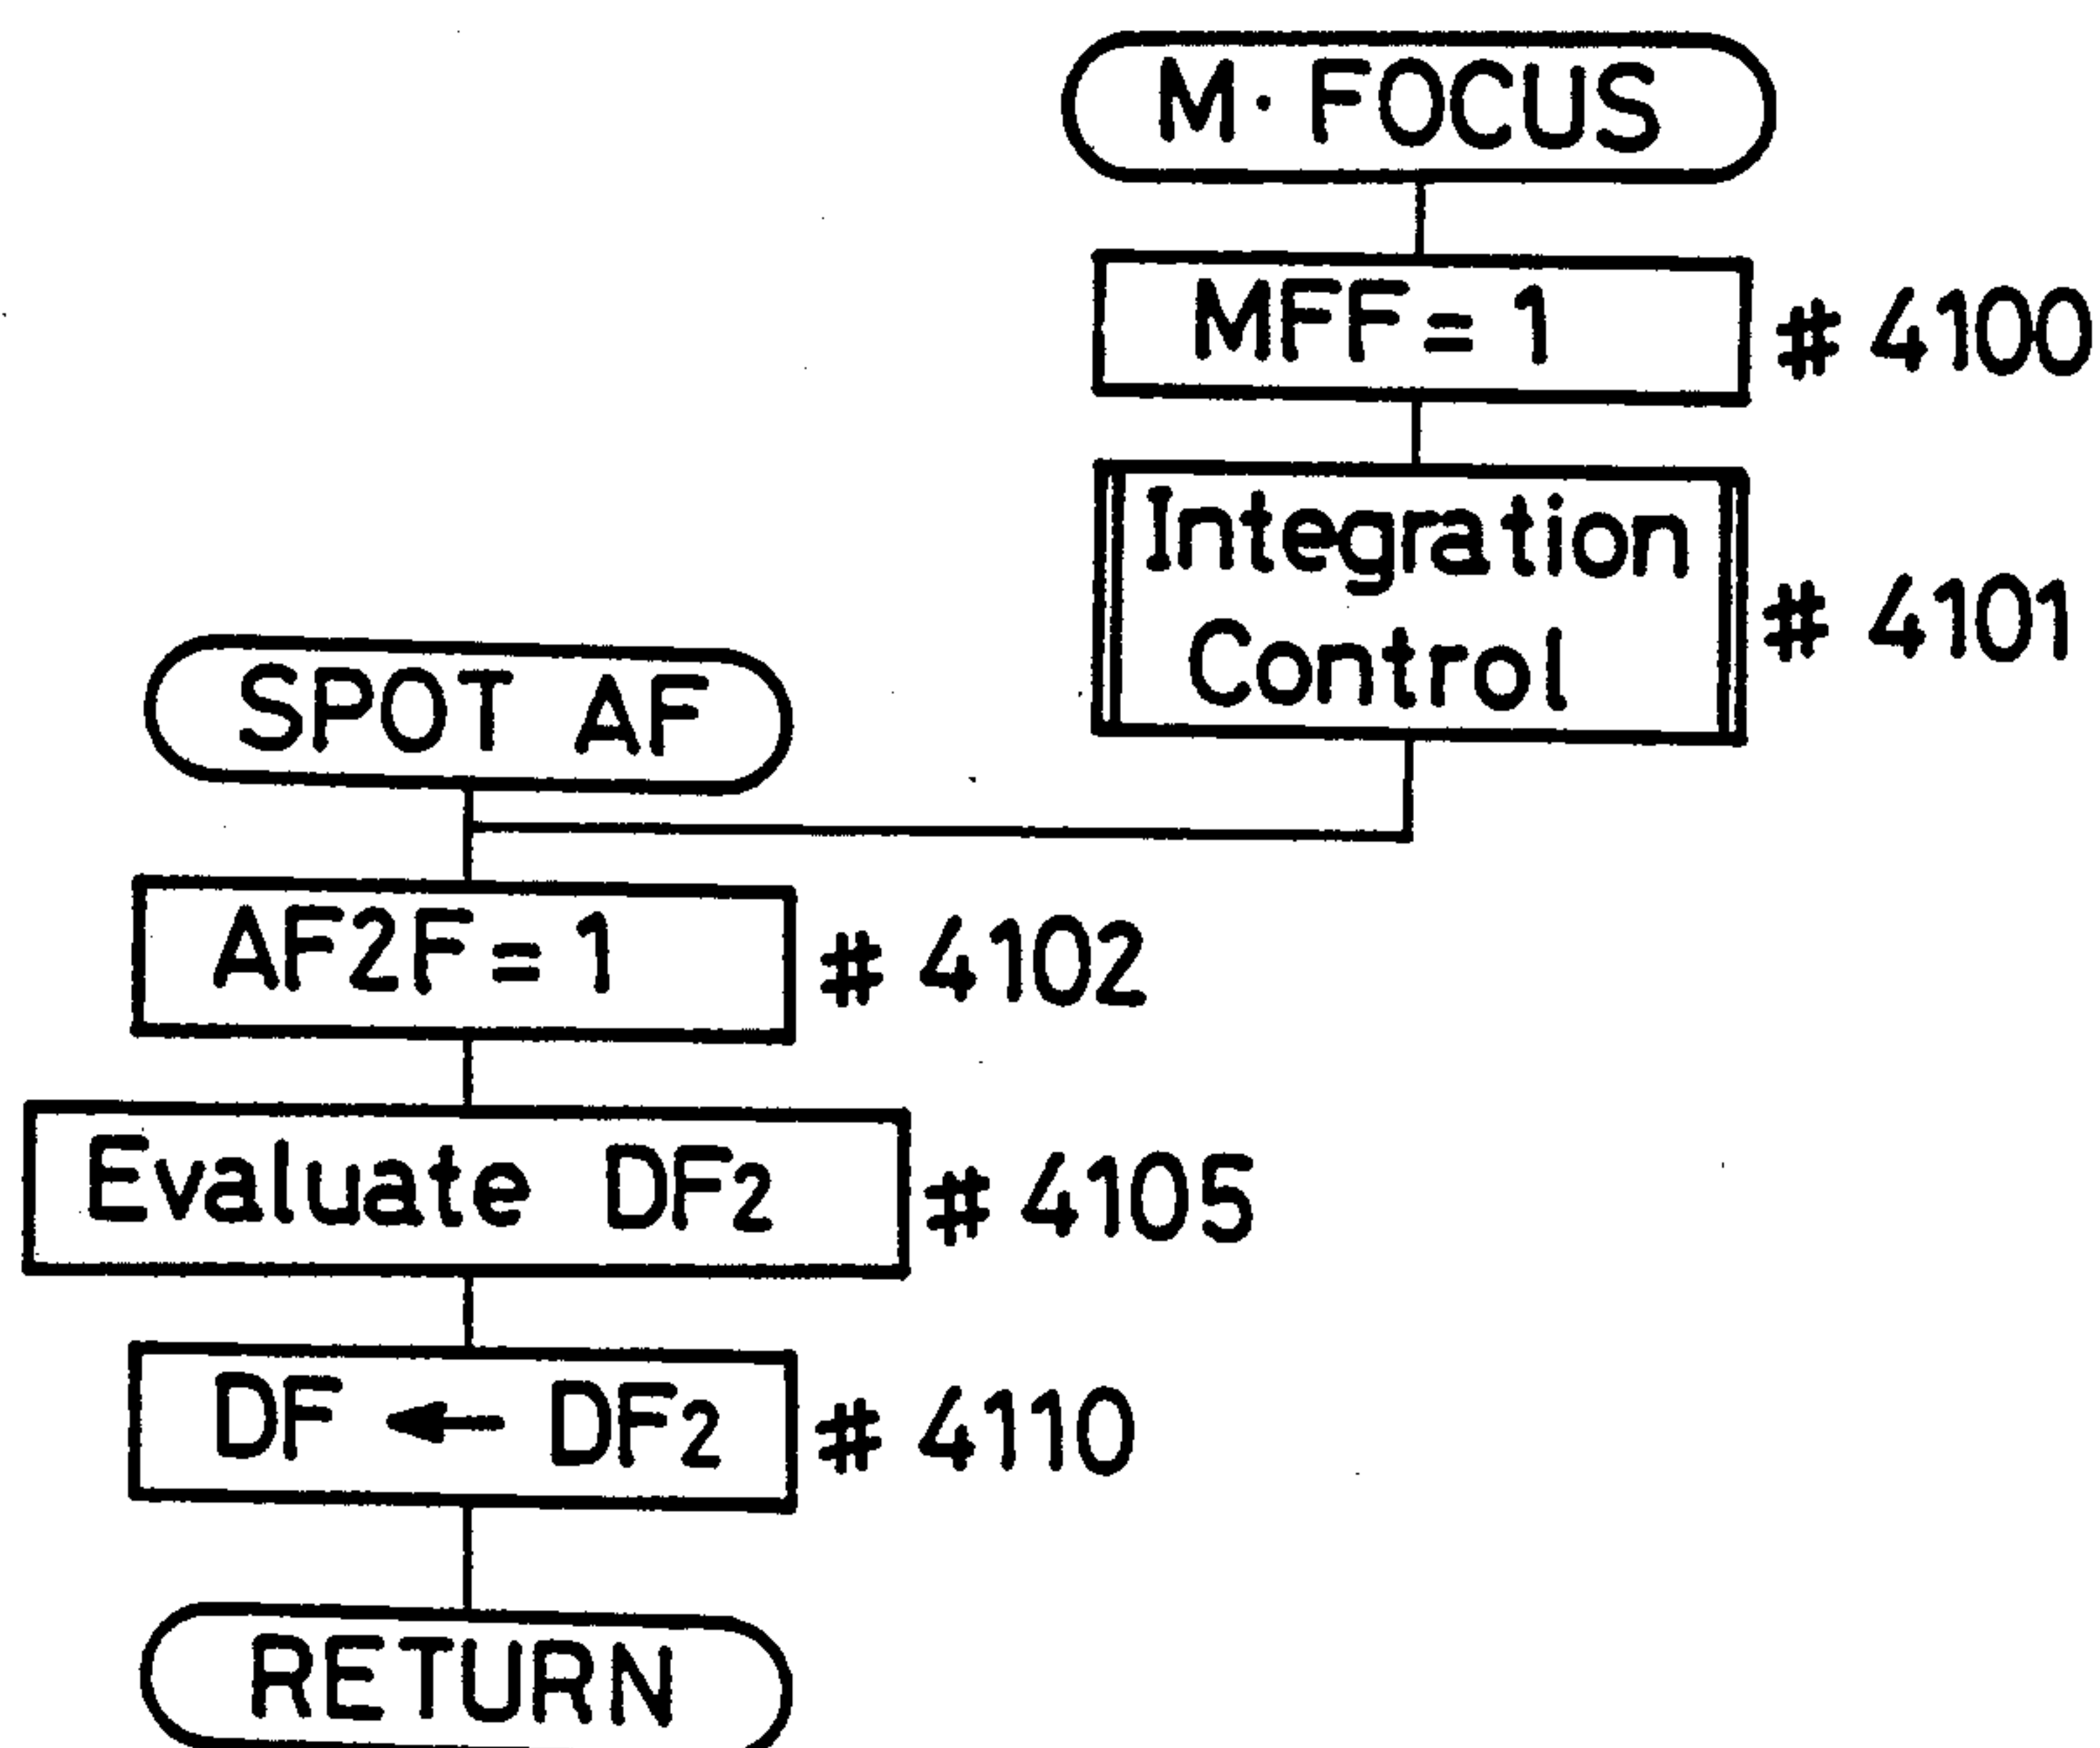 M· FOCUS
MFF=1 #4100
Integration
Control
#4101
SPOT AF
AF2F=1 #4102
Evaluate DF2 #4105
DF ← DF2 #4110
RETURN